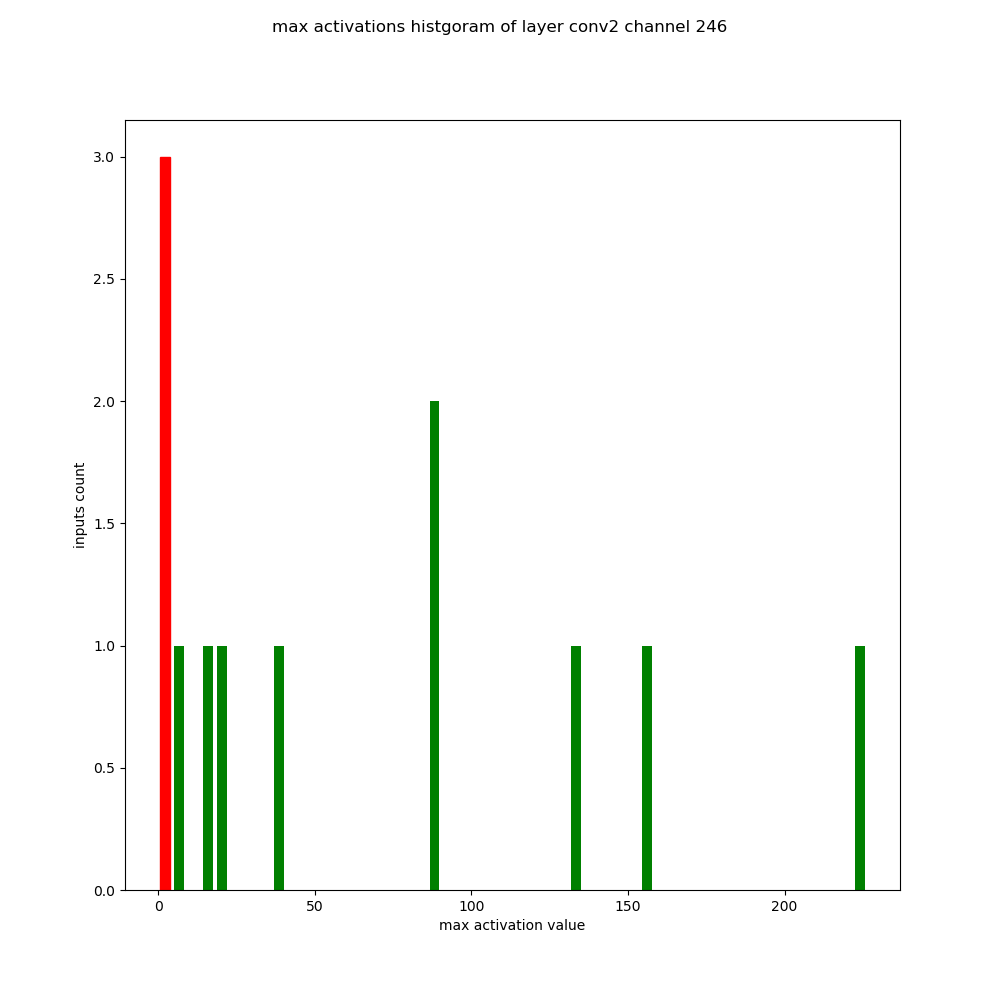 max activations histgoram of layer conv2 channel 246
3.0
2.5
2.0
1.5
1.0
0.5
0.0
inputs count
0 50 100 150 200
max activation value